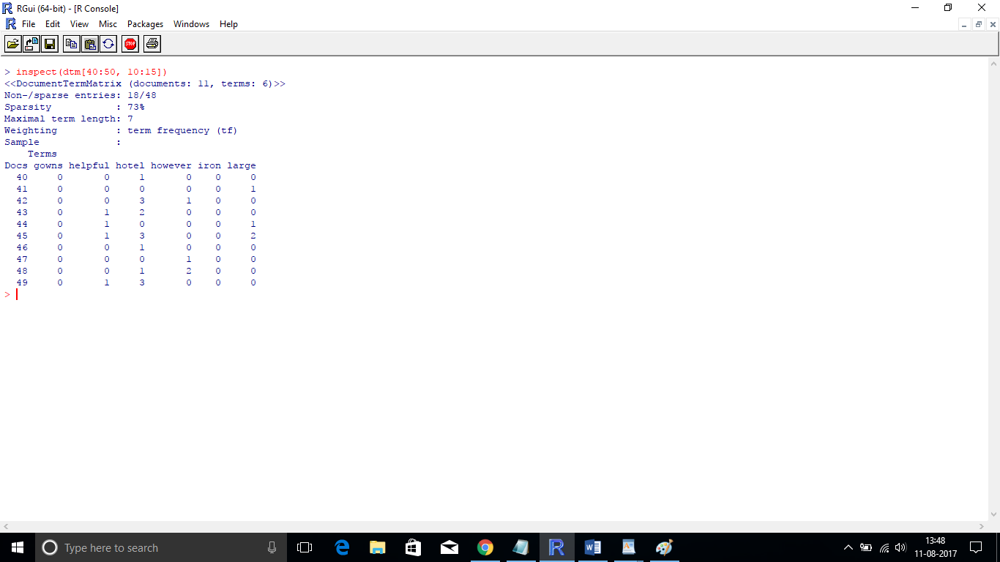 RGui (64-bit) - [R Console]
File Edit View Misc Packages Windows Help
STOP
> inspect(dtm[40:50, 10:15])
<<DocumentTermMatrix (documents: 11, terms: 6)>>
Non-/sparse entries: 18/48
Sparsity           : 73%
Maximal term length: 7
Weighting          : term frequency (tf)
Sample             :
    Terms
Docs gowns helpful hotel however iron large
  40     0       0     1       0    0     0
  41     0       0     0       0    0     1
  42     0       0     3       1    0     0
  43     0       1     2       0    0     0
  44     0       1     0       0    0     1
  45     0       1     3       0    0     2
  46     0       0     1       0    0     0
  47     0       0     0       1    0     0
  48     0       0     1       2    0     0
  49     0       1     3       0    0     0
>
Type here to search
13:48
11-08-2017